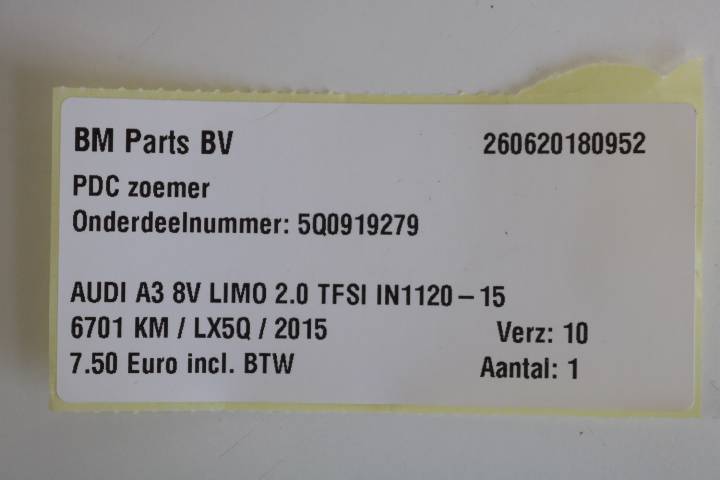 BM Parts BV 260620180952
PDC zoemer
Onderdeelnummer: 5Q0919279
AUDI A3 8V LIMO 2.0 TFSI IN1120 – 15
6701 KM / LX5Q / 2015 Verz: 10
7.50 Euro incl. BTW Aantal: 1